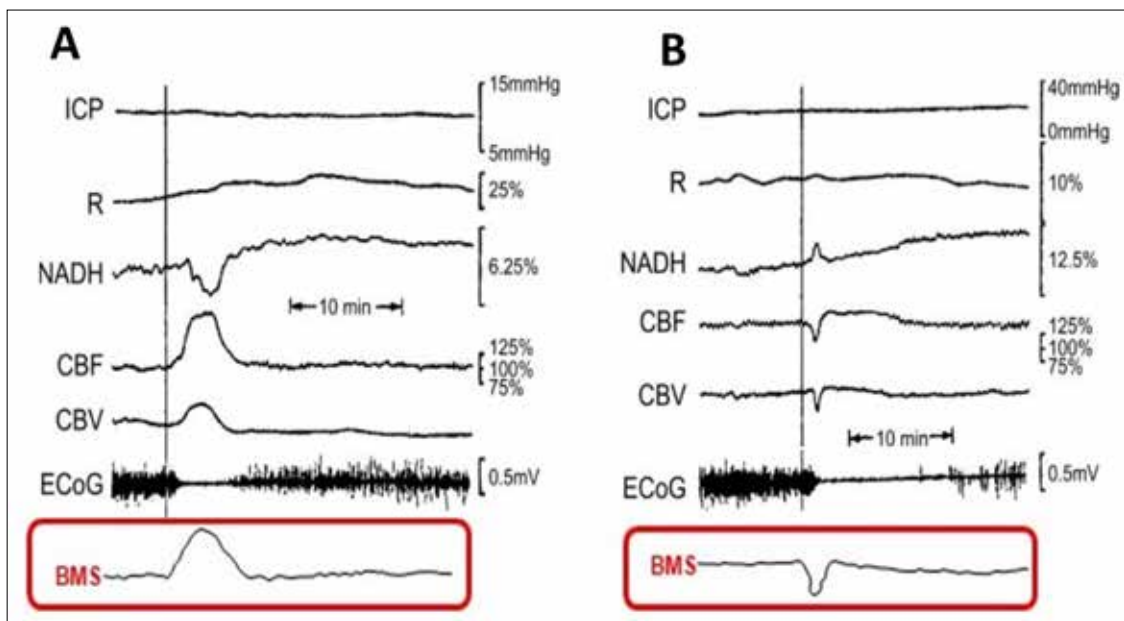 A
ICP
15mmHg
5mmHg
R
25%
NADH
6.25%
10 min
CBF
125%
100%
75%
CBV
ECoG
0.5mV
BMS
B
ICP
40mmHg
0mmHg
R
10%
NADH
12.5%
CBF
125%
100%
75%
CBV
10 min
ECoG
0.5mV
BMS